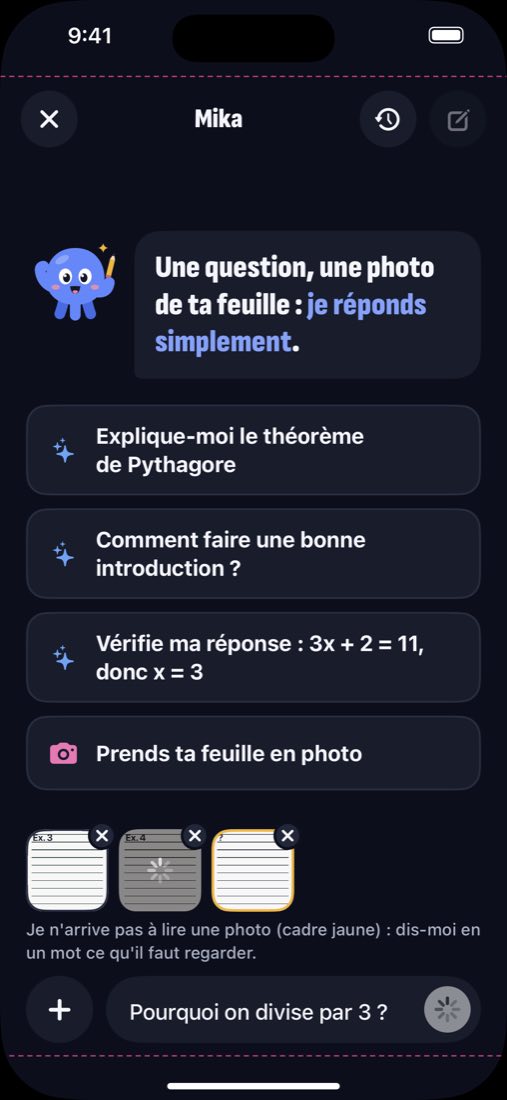 9:41
Mika
Une question, une photo
de ta feuille : je réponds
simplement.
Explique-moi le théorème
de Pythagore
Comment faire une bonne
introduction ?
Vérifie ma réponse : 3x + 2 = 11,
donc x = 3
Prends ta feuille en photo
Ex. 3
Ex. 4
?
Je n'arrive pas à lire une photo (cadre jaune) : dis-moi en
un mot ce qu'il faut regarder.
Pourquoi on divise par 3 ?